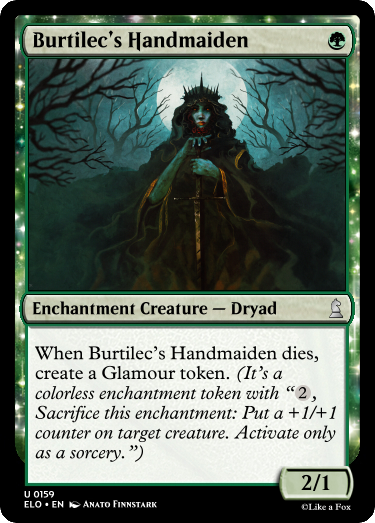 Burtilec's Handmaiden
Enchantment Creature — Dryad
When Burtilec's Handmaiden dies,
create a Glamour token. (It's a
colorless enchantment token with “2,
Sacrifice this enchantment: Put a +1/+1
counter on target creature. Activate only
as a sorcery.”)
2/1
U 0159
ELO • EN Anato Finnstark
©Like a Fox